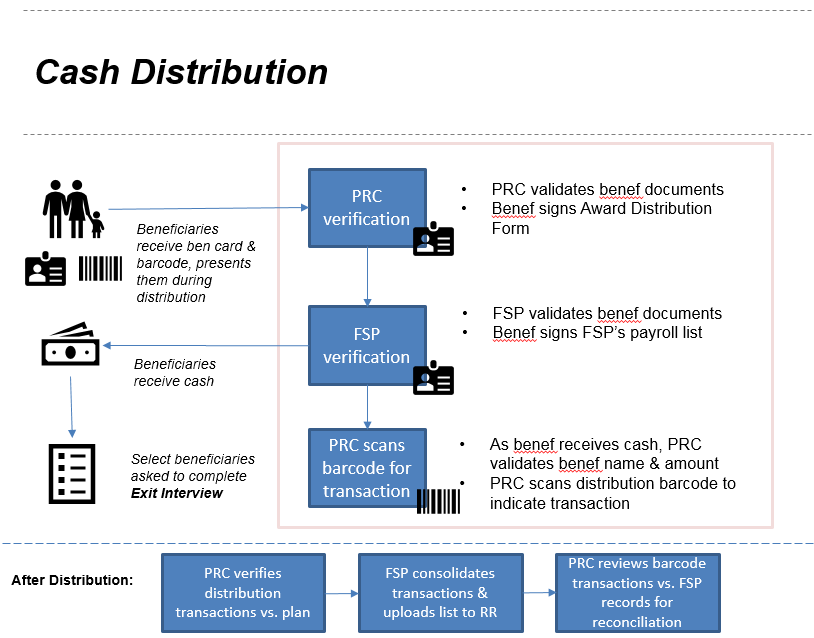 Cash Distribution
PRC
verification
• PRC validates benef documents
• Benef signs Award Distribution
Form
Beneficiaries
receive ben card &
barcode, presents
them during
distribution
FSP
verification
• FSP validates benef documents
• Benef signs FSP's payroll list
Beneficiaries
receive cash
PRC scans
barcode for
transaction
• As benef receives cash, PRC
validates benef name & amount
• PRC scans distribution barcode to
indicate transaction
Select beneficiaries
asked to complete
Exit Interview
After Distribution:
PRC verifies
distribution
transactions vs. plan
FSP consolidates
transactions &
uploads list to RR
PRC reviews barcode
transactions vs. FSP
records for
reconciliation